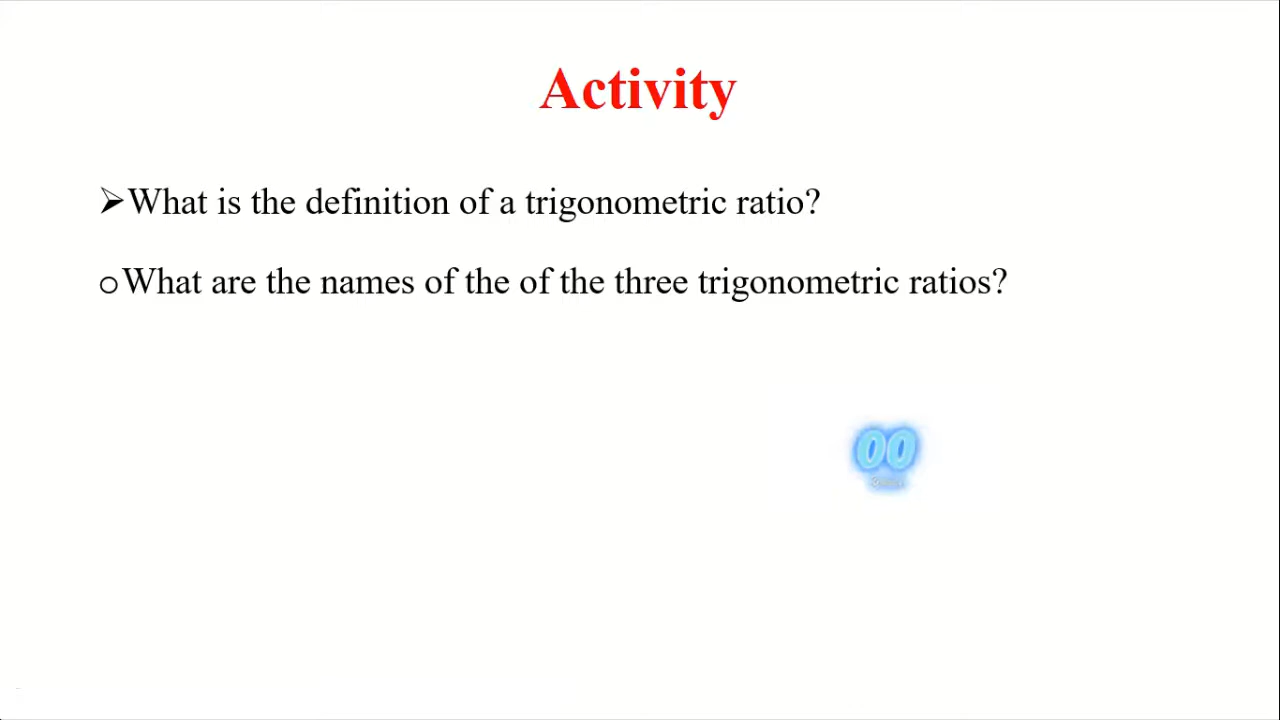 Activity
➢What is the definition of a trigonometric ratio?
oWhat are the names of the of the three trigonometric ratios?
00